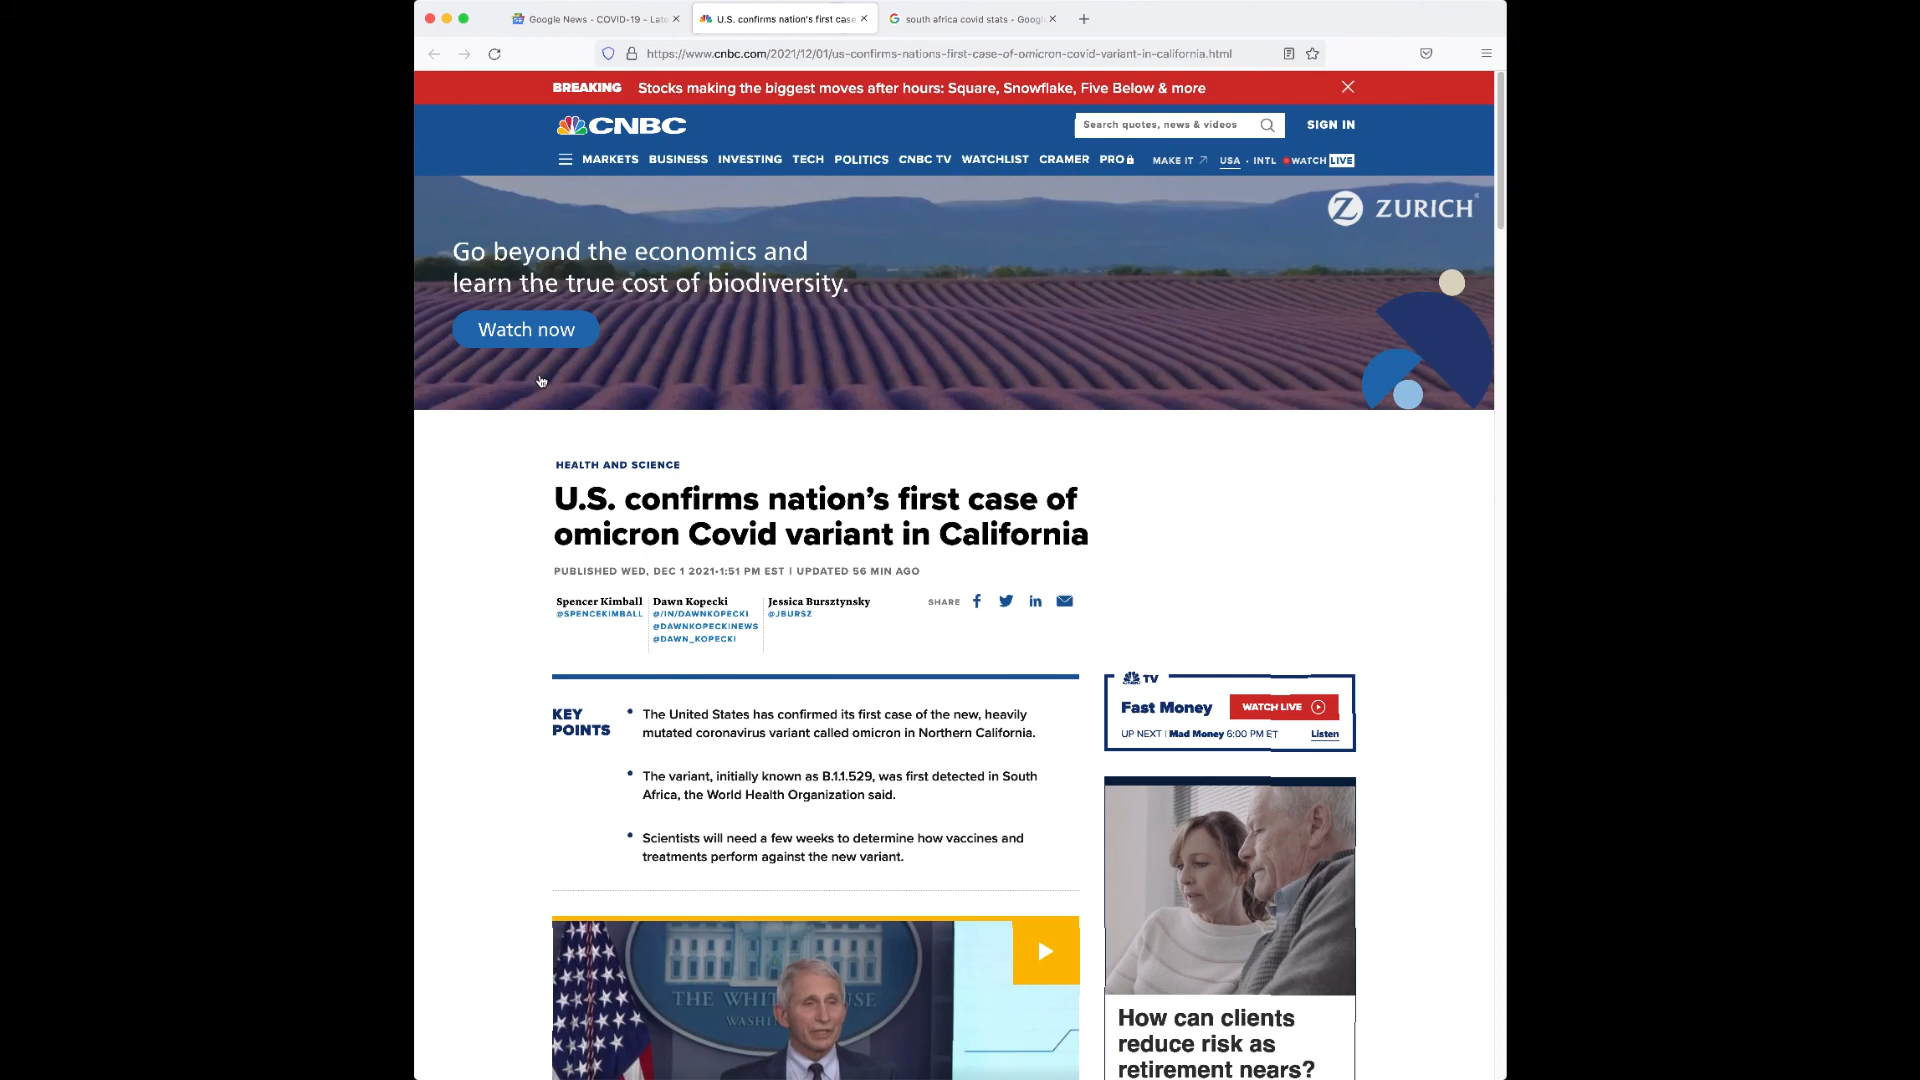 Google News - COVID-19 - Late
U.S. confirms nation's first case
south africa covid stats - Googl
https://www.cnbc.com/2021/12/01/us-confirms-nations-first-case-of-omicron-covid-variant-in-california.html
BREAKING Stocks making the biggest moves after hours: Square, Snowflake, Five Below & more
CNBC
Search quotes, news & videos
SIGN IN
MARKETS BUSINESS INVESTING TECH POLITICS CNBC TV WATCHLIST CRAMER PRO MAKE IT USA • INTL WATCH LIVE
ZURICH
Go beyond the economics and
learn the true cost of biodiversity.
Watch now
HEALTH AND SCIENCE
U.S. confirms nation's first case of
omicron Covid variant in California
PUBLISHED WED, DEC 1 2021•1:51 PM EST | UPDATED 56 MIN AGO
Spencer Kimball
@SPENCEKIMBALL
Dawn Kopecki
@/IN/DAWNKOPECKI
@DAWNKOPECKINEWS
@DAWN_KOPECKI
Jessica Bursztynsky
@JBURSZ
SHARE
KEY
POINTS
The United States has confirmed its first case of the new, heavily
mutated coronavirus variant called omicron in Northern California.
The variant, initially known as B.1.1.529, was first detected in South
Africa, the World Health Organization said.
Scientists will need a few weeks to determine how vaccines and
treatments perform against the new variant.
TV
Fast Money
WATCH LIVE
UP NEXT | Mad Money 6:00 PM ET
Listen
THE WHIT USE
WASHI
How can clients
reduce risk as
retirement nears?